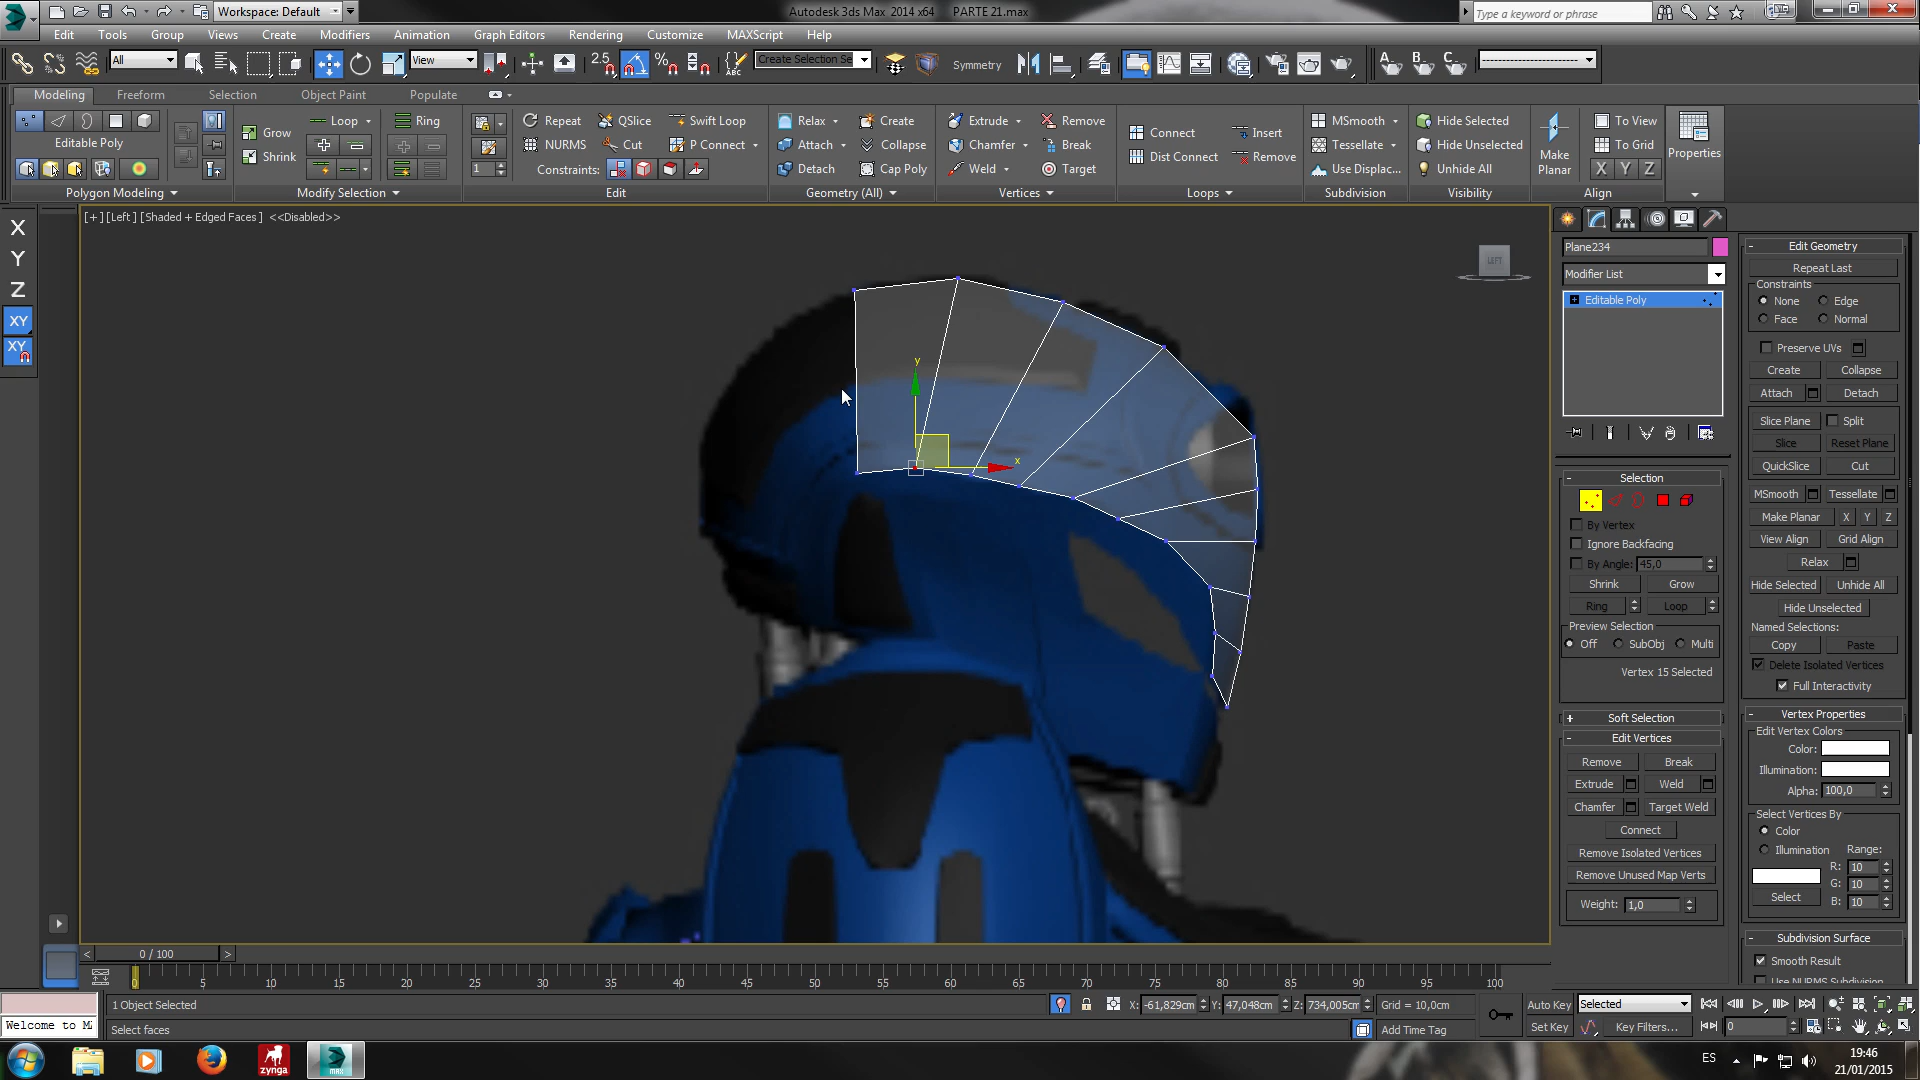 Workspace: Default
Autodesk 3ds Max 2014 x64 PARTE 21.max
Type a keyword or phrase
Edit Tools Group Views Create Modifiers Animation Graph Editors Rendering Customize MAXScript Help
All View 2.5 Create Selection Se Symmetry
Modeling Freeform Selection Object Paint Populate
Grow Loop Ring Repeat QSlice Swift Loop Relax Create Extrude Remove Connect Insert MSmooth Hide Selected To View
Editable Poly NURMS Cut P Connect Attach Collapse Chamfer Break Tessellate Hide Unselected To Grid
Shrink 1 Constraints: Detach Cap Poly Weld Target Dist Connect Remove Use Displac... Unhide All Make Planar X Y Z Properties
Polygon Modeling Modify Selection Edit Geometry (All) Vertices Loops Subdivision Visibility Align
X
Y
Z
XY
XY
[+] [Left] [Shaded + Edged Faces] <<Disabled>>
LEFT
y
x
Plane234
Modifier List
Editable Poly
Selection
By Vertex
Ignore Backfacing
By Angle: 45,0
Shrink Grow
Ring Loop
Preview Selection
Off SubObj Multi
Vertex 15 Selected
Soft Selection
Edit Vertices
Remove Break
Extrude Weld
Chamfer Target Weld
Connect
Remove Isolated Vertices
Remove Unused Map Verts
Weight: 1,0
Edit Geometry
Repeat Last
Constraints
None Edge
Face Normal
Preserve UVs
Create Collapse
Attach Detach
Slice Plane Split
Slice Reset Plane
QuickSlice Cut
MSmooth Tessellate
Make Planar X Y Z
View Align Grid Align
Relax
Hide Selected Unhide All
Hide Unselected
Named Selections:
Copy Paste
Delete Isolated Vertices
Full Interactivity
Vertex Properties
Edit Vertex Colors
Color:
Illumination:
Alpha: 100,0
Select Vertices By
Color
Illumination Range:
R: 10
G: 10
B: 10
Select
Subdivision Surface
Smooth Result
Use NURMS Subdivision
< 0 / 100 >
0 5 10 15 20 25 30 35 40 45 50 55 60 65 70 75 80 85 90 95 100
1 Object Selected X: -61,829cm Y: 47,048cm Z: 734,005cm Grid = 10,0cm Auto Key Selected
Welcome to M Select faces Add Time Tag Set Key Key Filters... 0
zynga
MAX
ES
19:46
21/01/2015